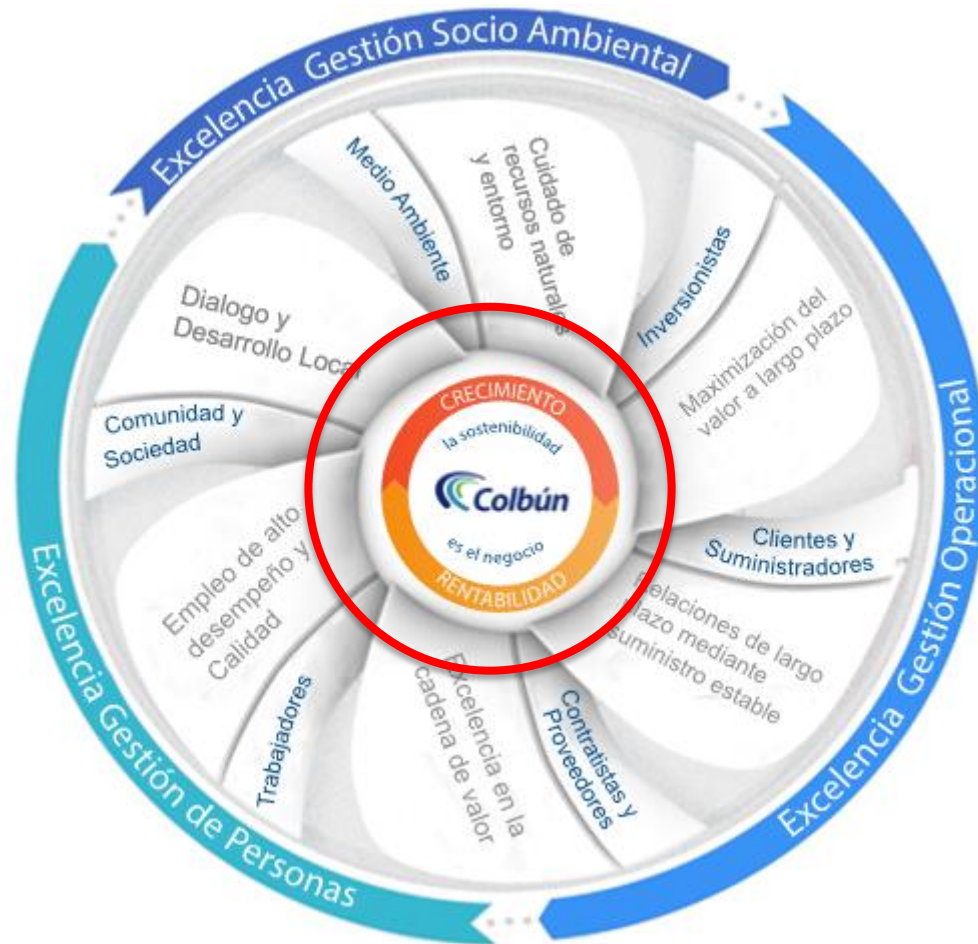 Excelencia Gestión Socio Ambiental
Medio Ambiente
Cuidado de
recursos naturales
y entorno
Inversionistas
Maximización del
valor a largo plazo
Dialogo y
Desarrollo Local
Comunidad y
Sociedad
CRECIMIENTO
la sostenibilidad
Colbún
es el negocio
RENTABILIDAD
Clientes y
Suministradores
Relaciones de largo
plazo mediante
suministro estable
Empleo de alto
desempeño y
Calidad
Trabajadores
Excelencia en la
cadena de valor
Contratistas y
Proveedores
Excelencia Gestión de Personas
Excelencia Gestión Operacional